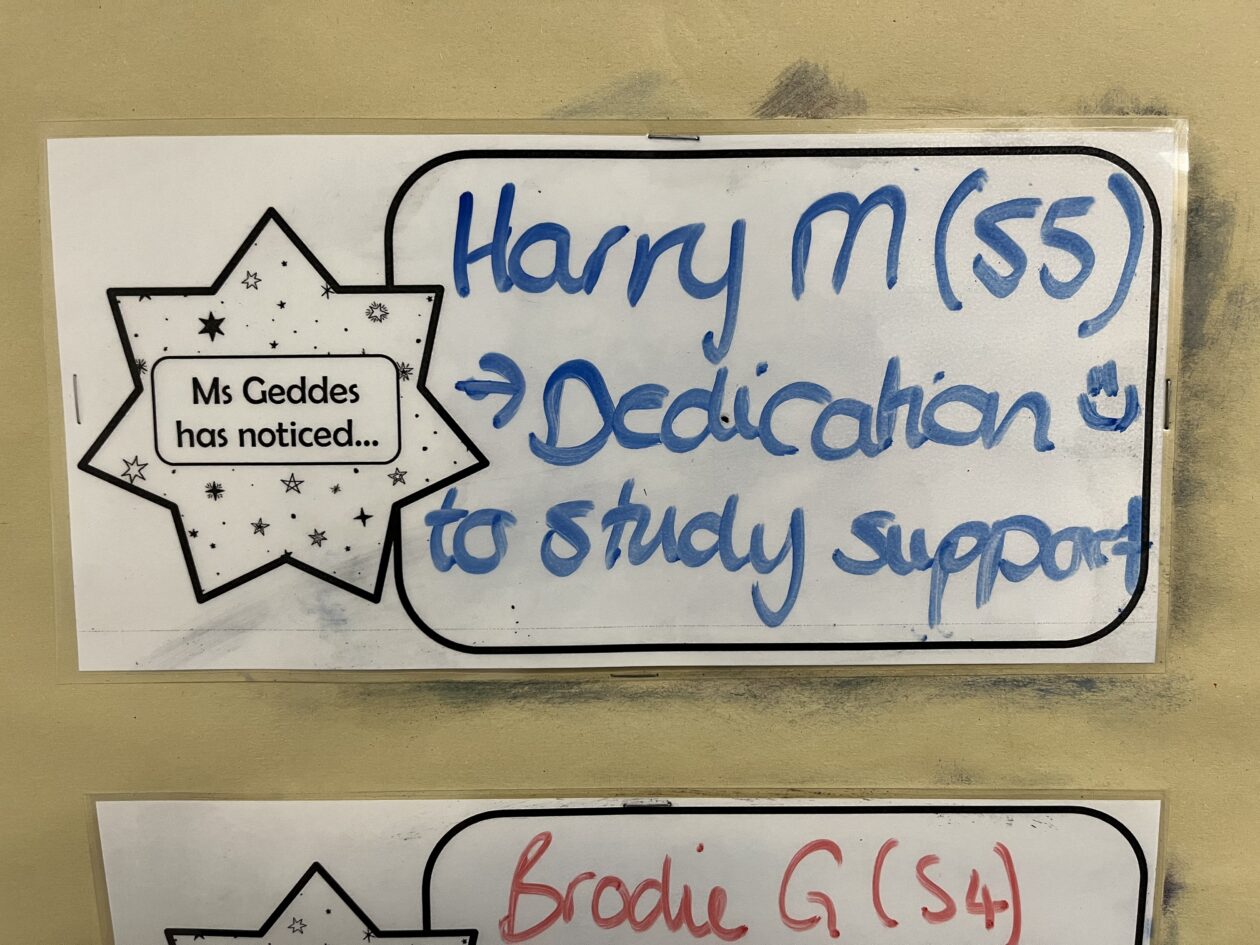 Ms Geddes
has noticed...
Harry M (S5)
→ Dedication
to study support
Brodie G (S4)